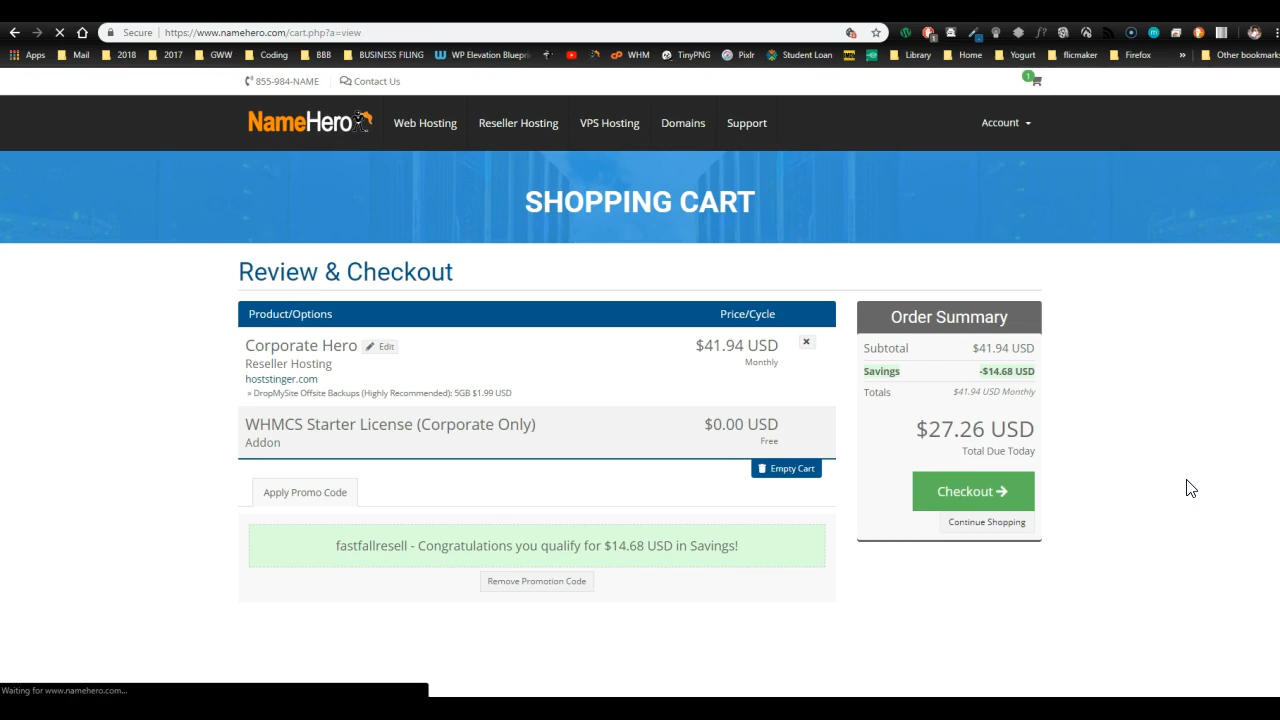 Secure https://www.namehero.com/cart.php?a=view
Apps Mail 2018 2017 GWW Coding BBB BUSINESS FILING WP Elevation Blueprin WHM TinyPNG Pixlr Student Loan Library Home Yogurt flicmaker Firefox » Other bookmarks
855-984-NAME Contact Us 1
NameHero Web Hosting Reseller Hosting VPS Hosting Domains Support Account
SHOPPING CART
Review & Checkout
Product/Options Price/Cycle
Corporate Hero Edit $41.94 USD
Reseller Hosting Monthly
hoststinger.com
» DropMySite Offsite Backups (Highly Recommended): 5GB $1.99 USD
WHMCS Starter License (Corporate Only) $0.00 USD
Addon Free
Empty Cart
Apply Promo Code
fastfallresell - Congratulations you qualify for $14.68 USD in Savings!
Remove Promotion Code
Order Summary
Subtotal $41.94 USD
Savings -$14.68 USD
Totals $41.94 USD Monthly
$27.26 USD
Total Due Today
Checkout
Continue Shopping
Waiting for www.namehero.com...